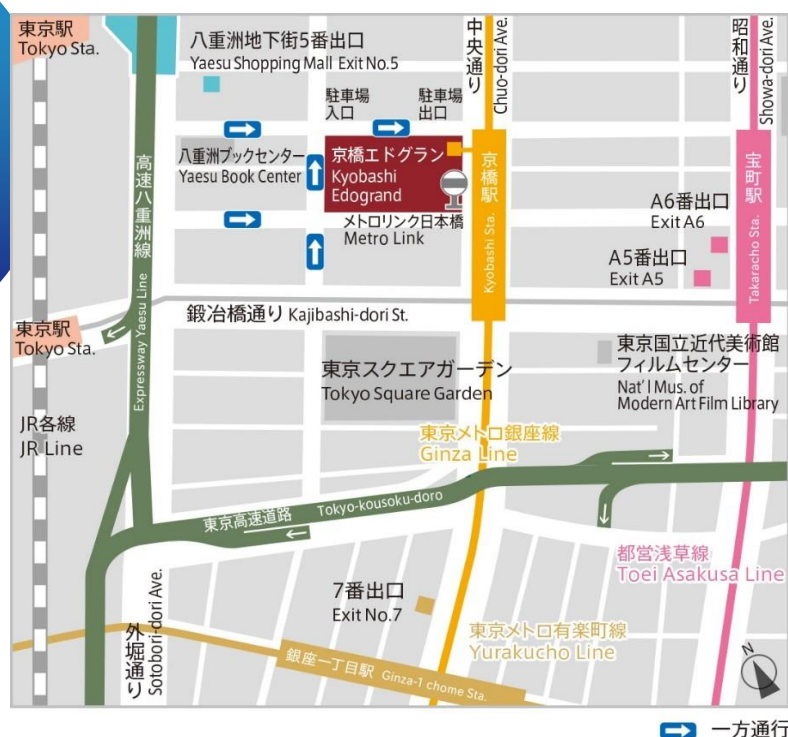 東京駅
Tokyo Sta.
八重洲地下街5番出口
Yaesu Shopping Mall Exit No.5
中央通り
Chuo-dori Ave.
昭和通り
Showa-dori Ave.
駐車場
入口
駐車場
出口
八重洲ブックセンター
Yaesu Book Center
京橋エドグラン
Kyobashi
Edogrand
メトロリンク日本橋
Metro Link
京橋駅
Kyobashi Sta.
宝町駅
Takaracho Sta.
A6番出口
Exit A6
A5番出口
Exit A5
高速八重洲線
Expressway Yaesu Line
鍛冶橋通り Kajibashi-dori St.
東京駅
Tokyo Sta.
東京スクエアガーデン
Tokyo Square Garden
東京国立近代美術館
フィルムセンター
Nat'l Mus. of
Modern Art Film Library
JR各線
JR Line
東京メトロ銀座線
Ginza Line
東京高速道路 Tokyo-kousoku-doro
都営浅草線
Toei Asakusa Line
7番出口
Exit No.7
外堀通り
Sotobori-dori Ave.
東京メトロ有楽町線
Yurakucho Line
銀座一丁目駅 Ginza-1 chome Sta.
N
一方通行